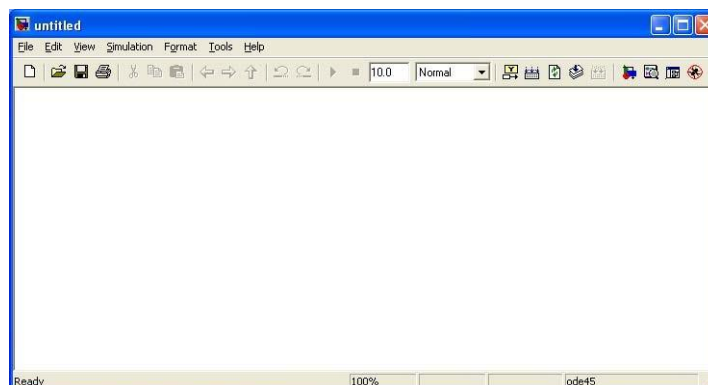 untitled
File Edit View Simulation Format Tools Help
10.0 Normal
Ready 100% ode45